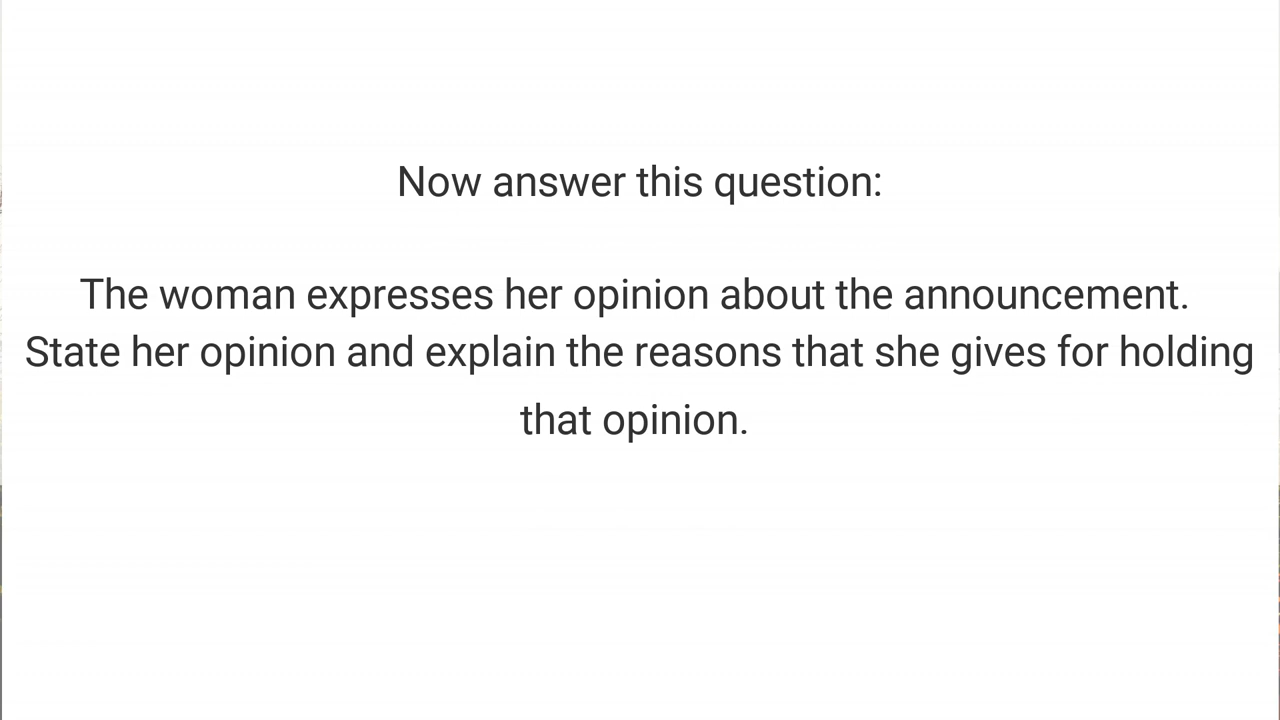 Now answer this question:
The woman expresses her opinion about the announcement.
State her opinion and explain the reasons that she gives for holding
that opinion.